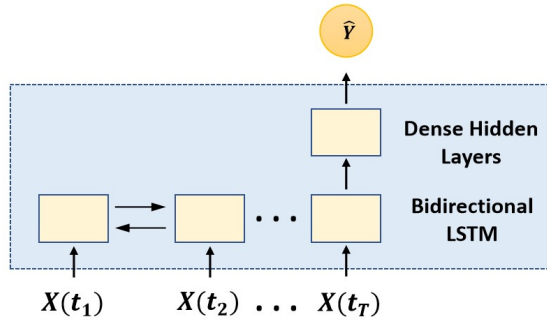 Ŷ
Dense Hidden
Layers
Bidirectional
LSTM
. . .
X(t₁) X(t₂) . . . X(t_T)